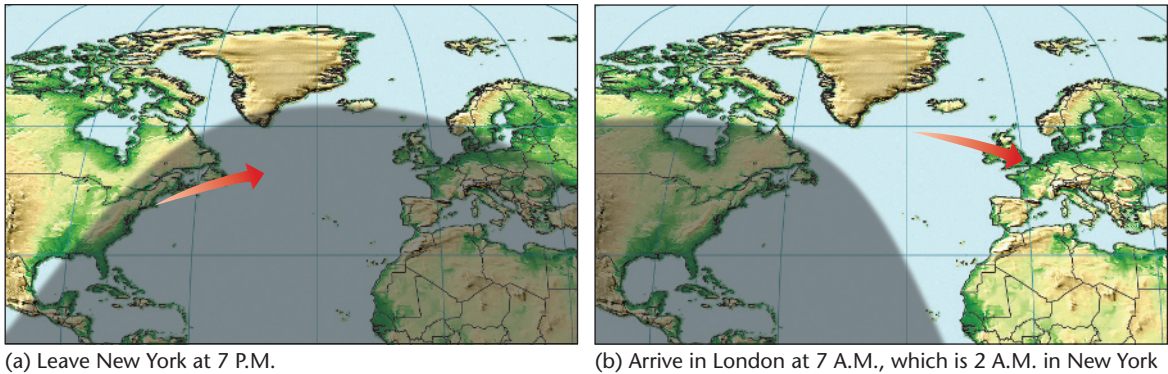 (a) Leave New York at 7 P.M.
(b) Arrive in London at 7 A.M., which is 2 A.M. in New York